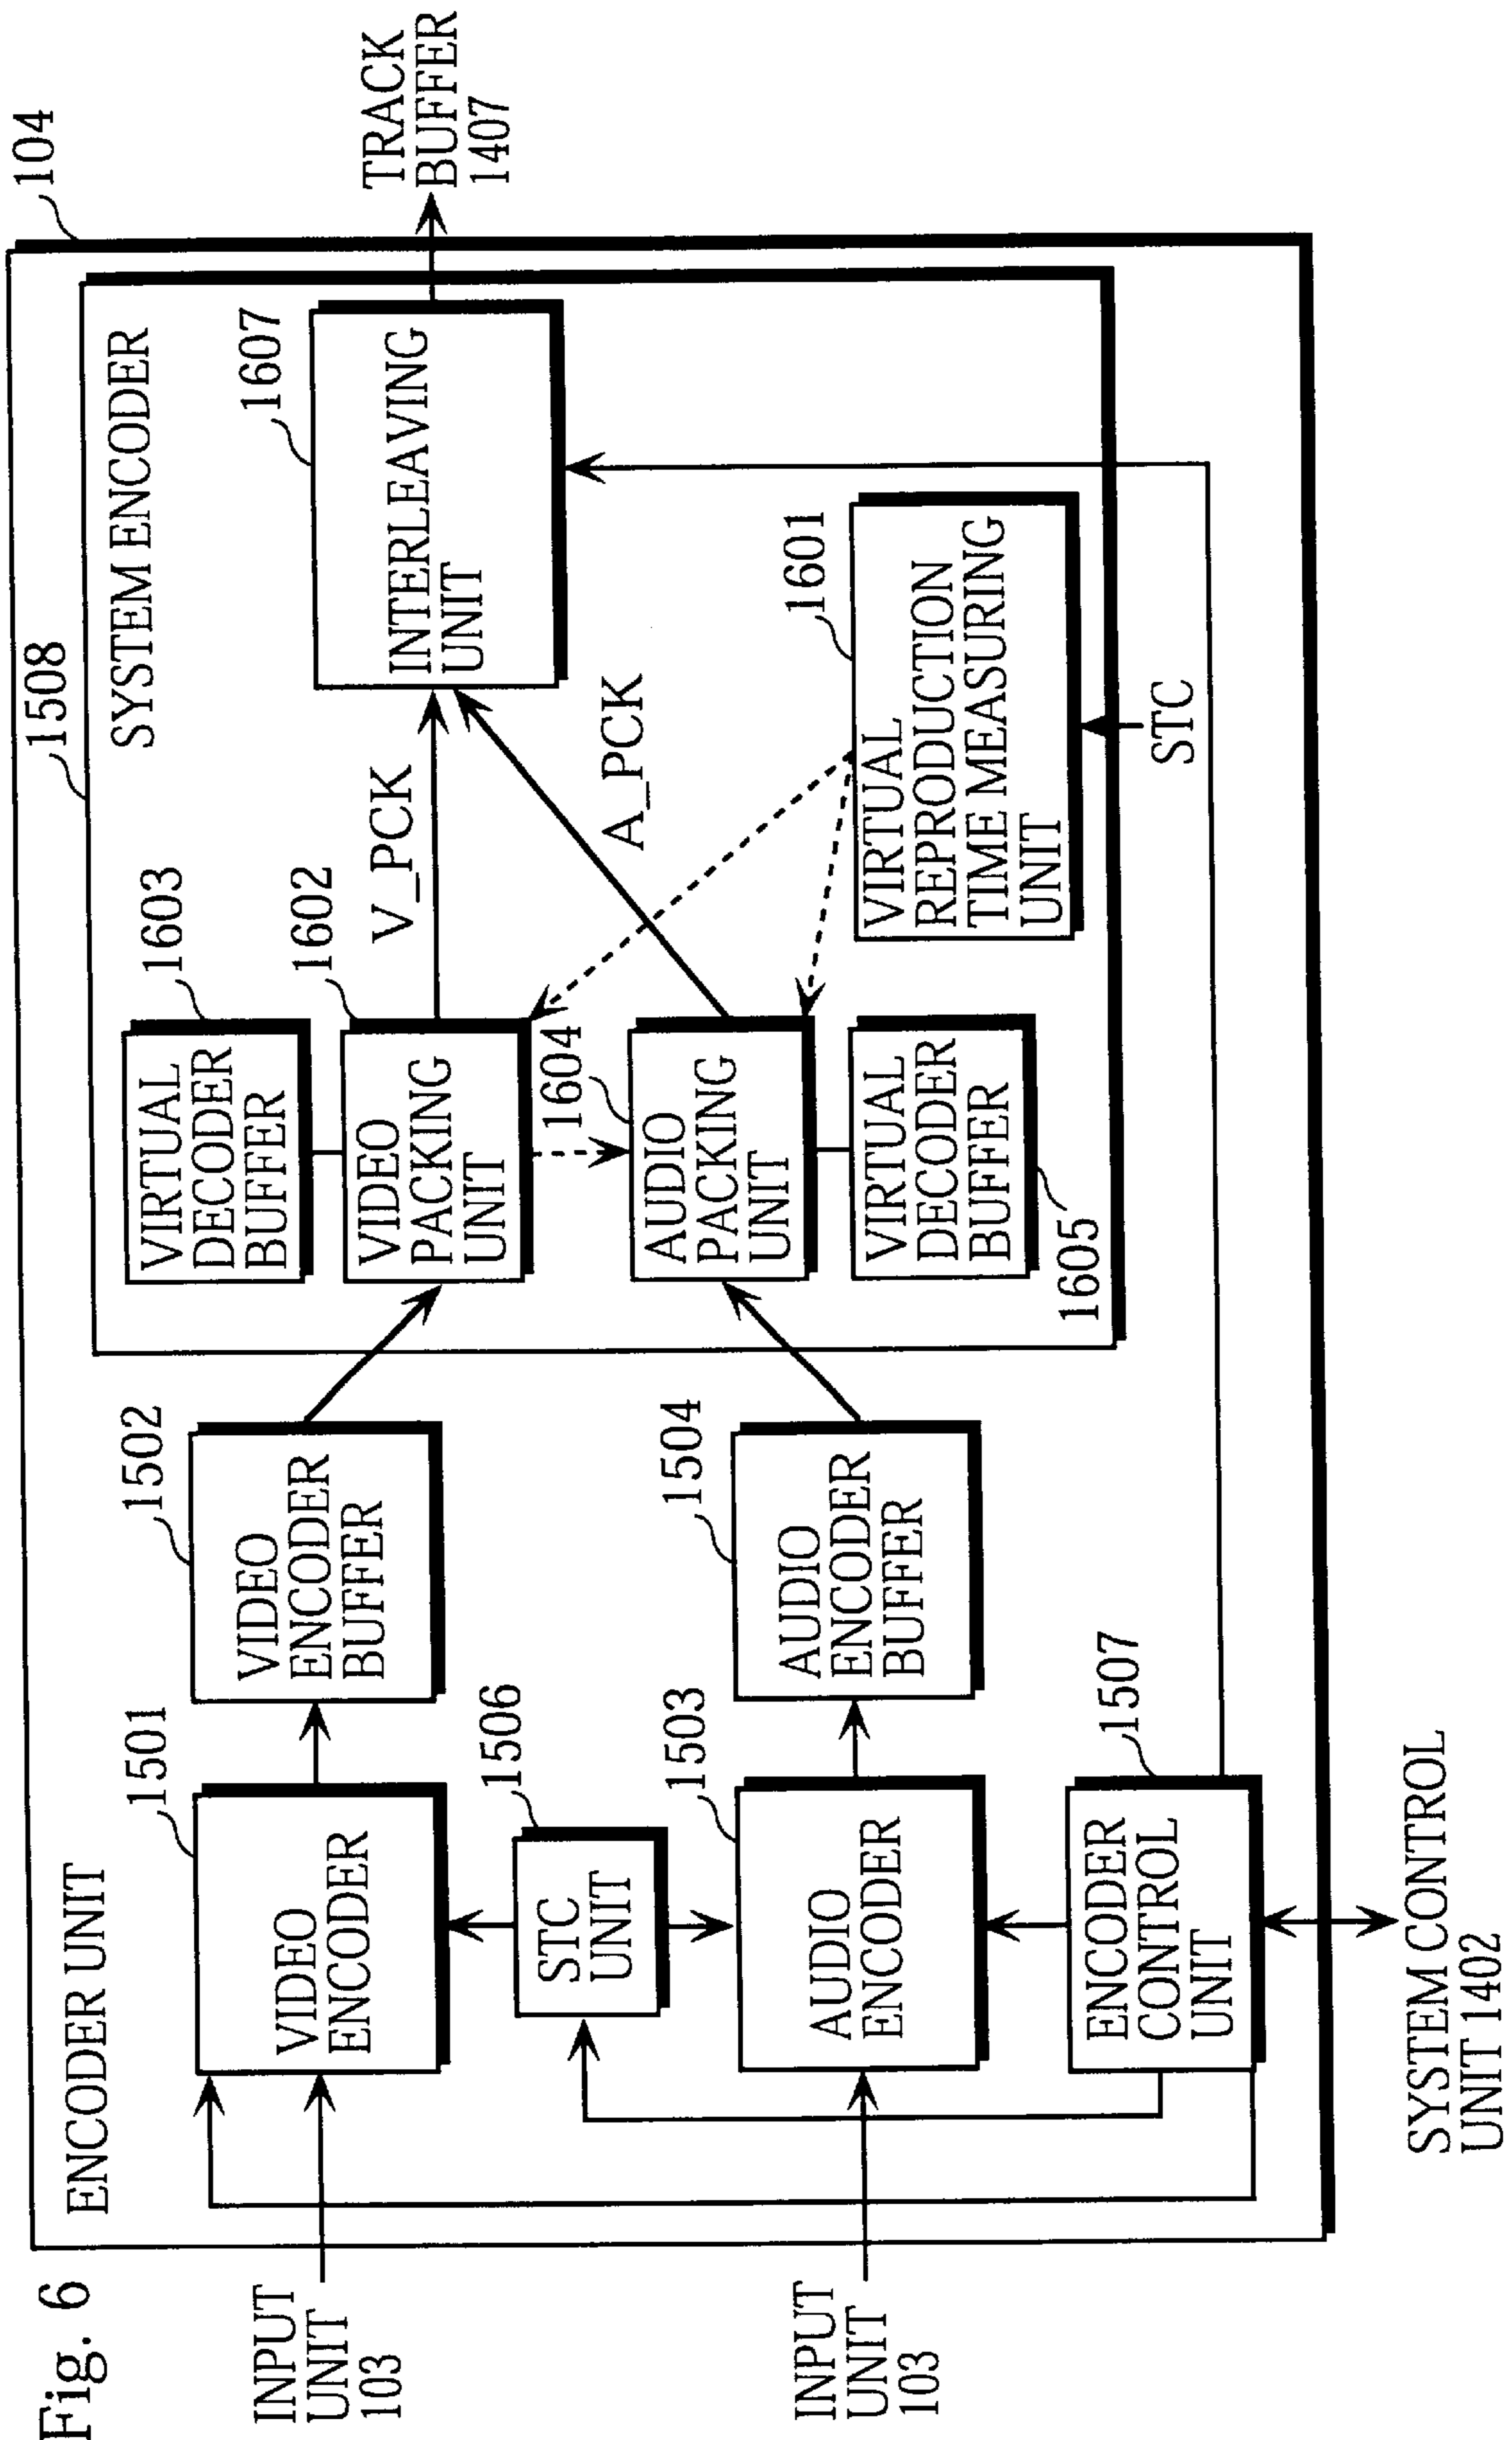 Fig. 6
ENCODER UNIT
104
1508
SYSTEM ENCODER
INPUT
UNIT
103
1501
VIDEO
ENCODER
1502
VIDEO
ENCODER
BUFFER
1603
VIRTUAL
DECODER
BUFFER
1602
VIDEO
PACKING
UNIT
V_PCK
1607
INTERLEAVING
UNIT
TRACK
BUFFER
1407
1506
STC
UNIT
1604
AUDIO
PACKING
UNIT
A_PCK
INPUT
UNIT
103
1503
AUDIO
ENCODER
1504
AUDIO
ENCODER
BUFFER
VIRTUAL
DECODER
BUFFER
1605
1601
VIRTUAL
REPRODUCTION
TIME MEASURING
UNIT
STC
1507
ENCODER
CONTROL
UNIT
SYSTEM CONTROL
UNIT 1402